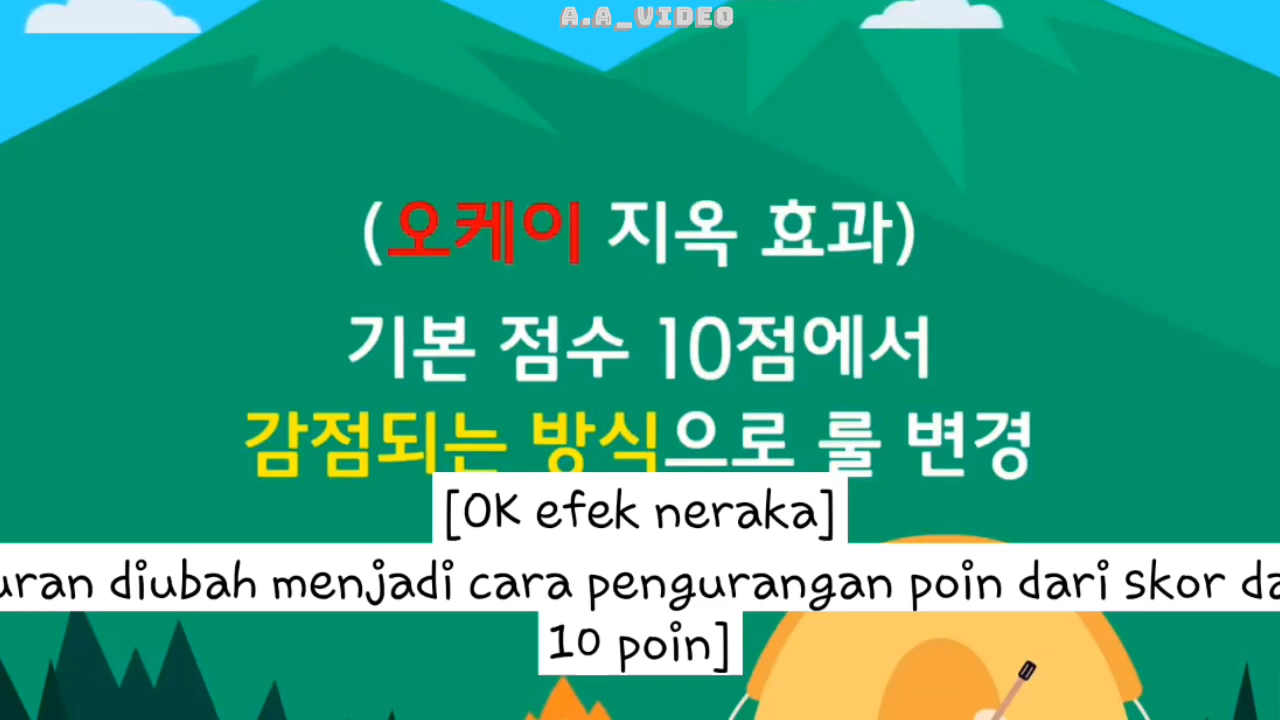 A.A_VIDEO
(오케이 지옥 효과)
기본 점수 10점에서
감점되는 방식으로 룰 변경
[OK efek neraka]
diubah menjadi cara pengurangan poin dari skor
10 poin]